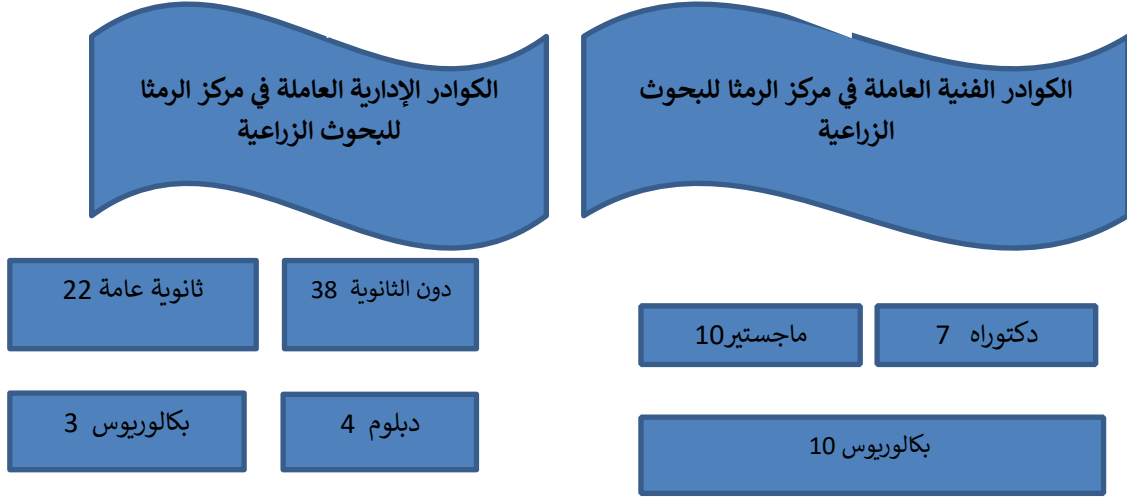 الكوادر الفنية العاملة في مركز الرمثا للبحوث
الزراعية
دكتوراه 7
ماجستير10
بكالوريوس 10
الكوادر الإدارية العاملة في مركز الرمثا
للبحوث الزراعية
دون الثانوية 38
ثانوية عامة 22
دبلوم 4
بكالوريوس 3